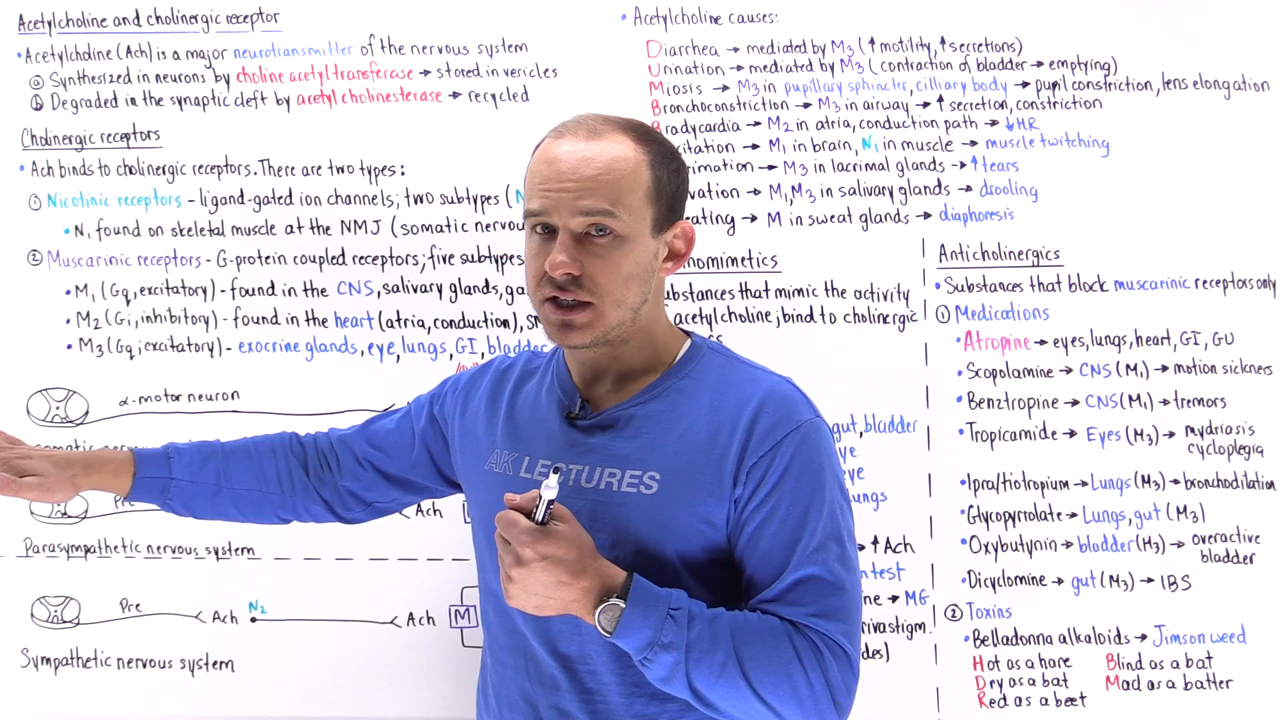 Acetylcholine and cholinergic receptor
• Acetylcholine (Ach) is a major neurotransmitter of the nervous system
ⓐ Synthesized in neurons by choline acetyltransferase → stored in vericles
ⓑ Degraded in the synaptic cleft by acetyl cholinesterase → recycled
Cholinergic receptors
• Ach binds to cholinergic receptors. There are two types:
① Nicotinic receptors - ligand-gated ion channels; two subtypes (N
• N₁ found on skeletal muscle at the NMJ (somatic nervou
② Muscarinic receptors - G-protein coupled receptors; five subtypes
• M₁ (Gq, excitatory) - found in the CNS, salivary glands, ga
• M₂ (Gi, inhibitory) - found in the heart (atria, conduction), sm
• M₃ (Gq; excitatory) - exocrine glands, eye, lungs, GI, bladder
α-motor neuron
Pre
Ach
Parasympathetic nervous system
Pre Ach N₂ Ach M
Sympathetic nervous system
• Acetylcholine causes:
Diarrhea → mediated by M₃ (↑ motility, ↑ secretions)
Urination → mediated by M₃ (contraction of bladder → emptying)
Miosis → M₃ in pupillary sphincter, cilliary body → pupil constriction, lens elongation
Bronchoconstriction → M₃ in airway → ↑ secretion, constriction
Bradycardia → M₂ in atria, conduction path → ↓HR
citation → M₁ in brain, N₁ in muscle → muscle twitching
rimation → M₃ in lacrimal glands → ↑ tears
vation → M₁, M₃ in salivary glands → drooling
eating → M in sweat glands → diaphoresis
nomimetics
ubstances that mimic the activity
acetylcholine; bind to cholinergic
gut, bladder
ye
ye
lungs
→ ↑ Ach
ntest
ine → MG
rivastigm.
des)
Anticholinergics
• Substances that block muscarinic receptors only
① Medications
• Atropine → eyes, lungs, heart, GI, GU
• Scopolamine → CNS (M₁) → motion sickness
• Benztropine → CNS (M₁) → tremors
• Tropicamide → Eyes (M₃) → mydriasis
cycloplegia
• Ipra/tiotropium → Lungs (M₃) → bronchodilation
• Glycopyrrolate → Lungs, gut (M₃)
• Oxybutynin → bladder (M₃) → overactive
bladder
• Dicyclomine → gut (M₃) → IBS
② Toxins
• Belladonna alkaloids → Jimson weed
Hot as a hare Blind as a bat
Dry as a bat Mad as a batter
Red as a beet
AK LECTURES